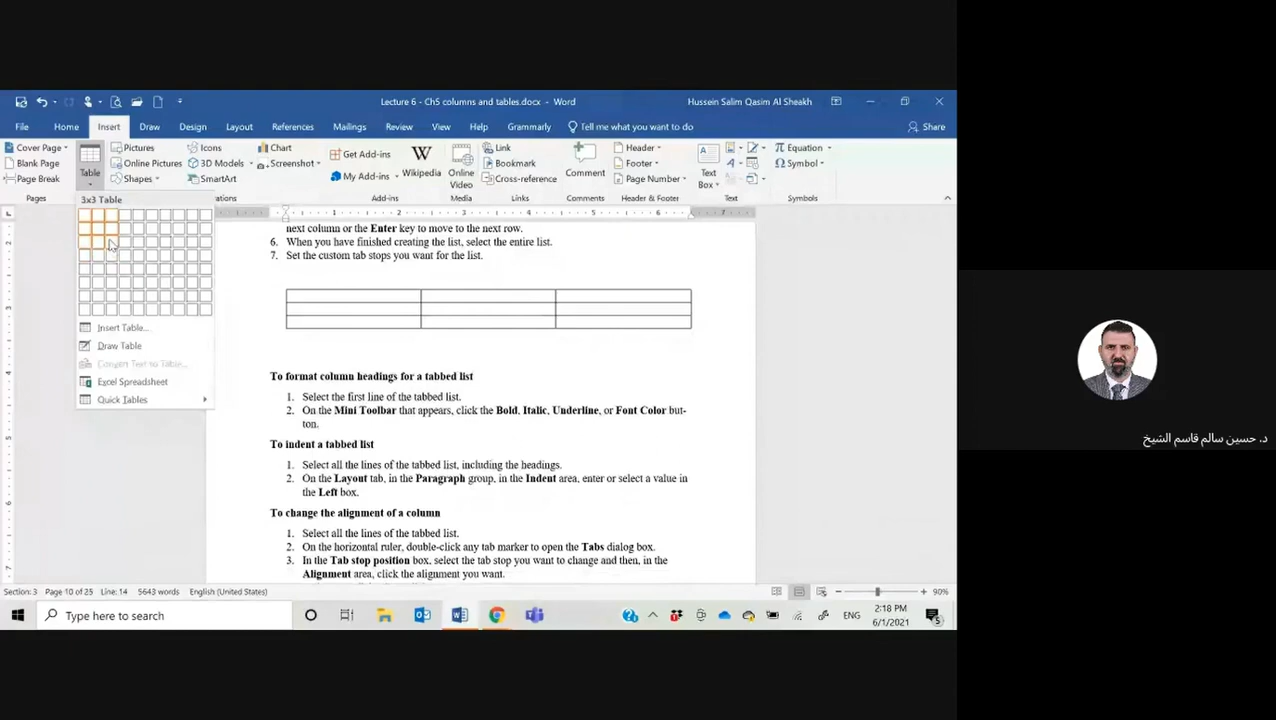 Lecture 6 - Ch5 columns and tables.docx - Word
Hussein Salim Qasim Al Sheakh
File Home Insert Draw Design Layout References Mailings Review View Help Grammarly Tell me what you want to do Share
Cover Page
Blank Page
Page Break
Pages
Table
Pictures
Online Pictures
Shapes
Icons
3D Models
SmartArt
Chart
Screenshot
Get Add-ins
My Add-ins
Add-ins
Wikipedia
Online Video
Media
Link
Bookmark
Cross-reference
Links
Comment
Comments
Header
Footer
Page Number
Header & Footer
Text Box
Text
Equation
Symbol
Symbols
3x3 Table
Insert Table...
Draw Table
Convert Text to Table...
Excel Spreadsheet
Quick Tables
next column or the Enter key to move to the next row.
6. When you have finished creating the list, select the entire list.
7. Set the custom tab stops you want for the list.
To format column headings for a tabbed list
1. Select the first line of the tabbed list.
2. On the Mini Toolbar that appears, click the Bold, Italic, Underline, or Font Color but-
ton.
To indent a tabbed list
1. Select all the lines of the tabbed list, including the headings.
2. On the Layout tab, in the Paragraph group, in the Indent area, enter or select a value in
the Left box.
To change the alignment of a column
1. Select all the lines of the tabbed list.
2. On the horizontal ruler, double-click any tab marker to open the Tabs dialog box.
3. In the Tab stop position box, select the tab stop you want to change and then, in the
Alignment area, click the alignment you want.
Section: 3 Page 10 of 25 Line: 14 5643 words English (United States) 90%
Type here to search
ENG
2:18 PM
6/1/2021
د. حسين سالم قاسم الشيخ